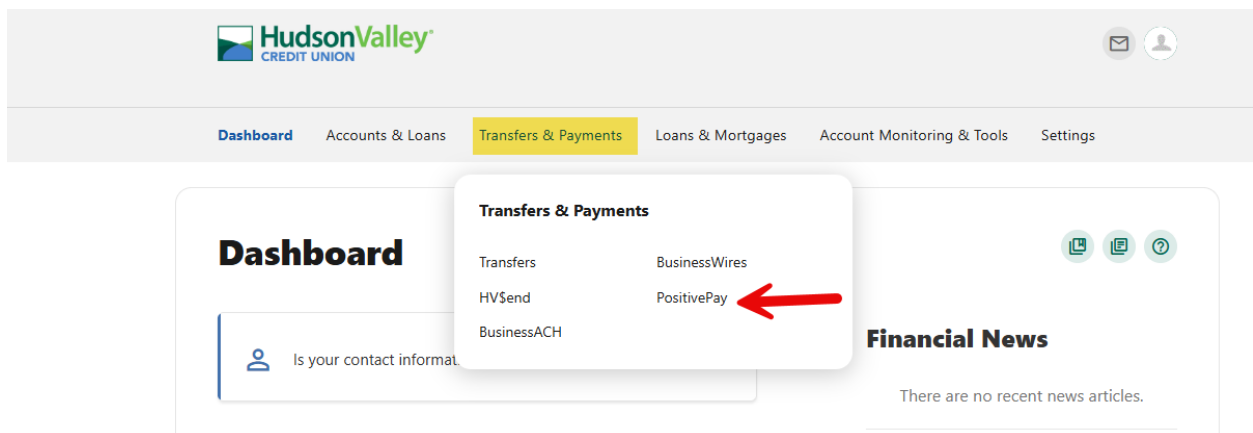 HudsonValley
CREDIT UNION
Dashboard Accounts & Loans Transfers & Payments Loans & Mortgages Account Monitoring & Tools Settings
Transfers & Payments
Transfers BusinessWires
HV$end PositivePay
BusinessACH
Dashboard
Is your contact informat
Financial News
There are no recent news articles.